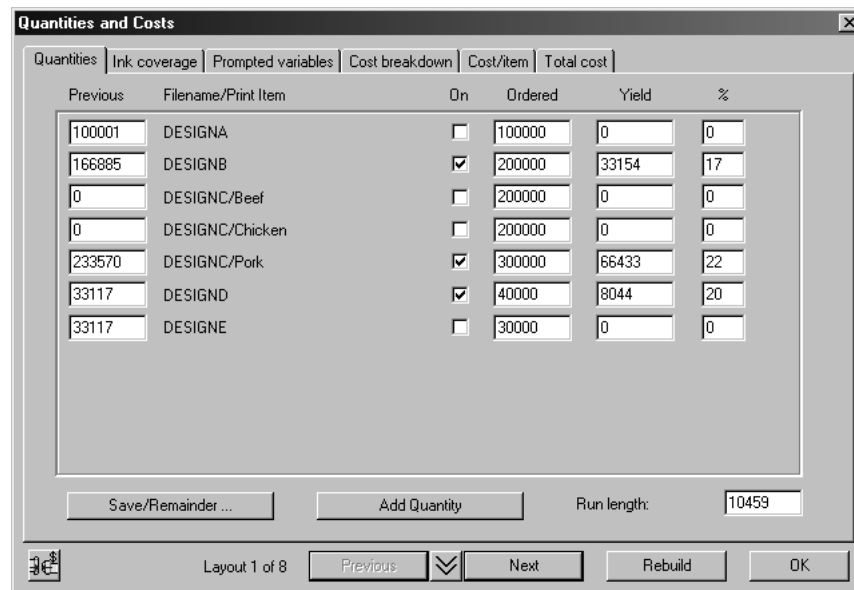 Quantities and Costs
Quantities Ink coverage Prompted variables Cost breakdown Cost/item Total cost
Previous Filename/Print Item On Ordered Yield %
100001 DESIGNA 100000 0 0
166885 DESIGNB 200000 33154 17
0 DESIGNC/Beef 200000 0 0
0 DESIGNC/Chicken 200000 0 0
233570 DESIGNC/Pork 300000 66433 22
33117 DESIGND 40000 8044 20
33117 DESIGNE 30000 0 0
Save/Remainder ... Add Quantity Run length: 10459
Layout 1 of 8 Previous Next Rebuild OK